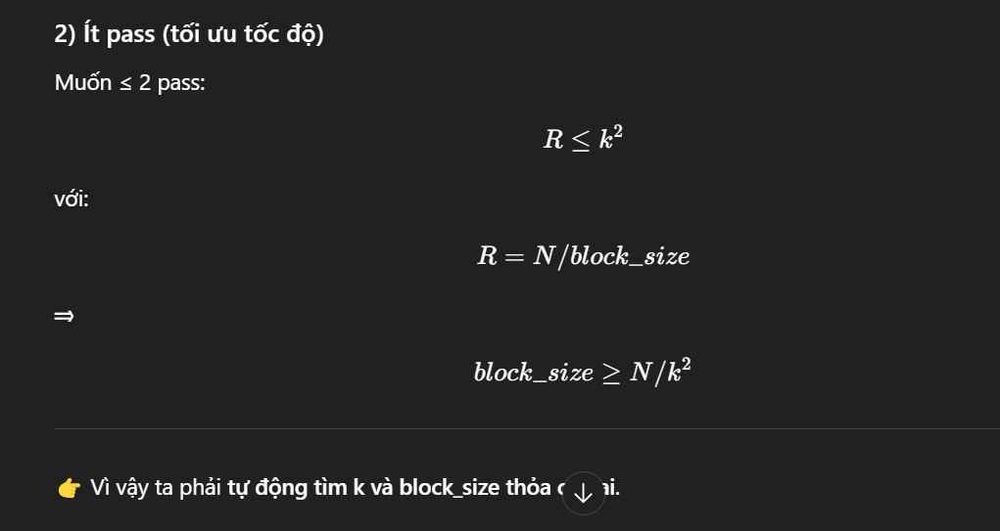 2) Ít pass (tối ưu tốc độ)
Muốn ≤ 2 pass:
R ≤ k²
với:
R = N/block_size
⇒
block_size ≥ N/k²
👉 Vì vậy ta phải tự động tìm k và block_size thỏa